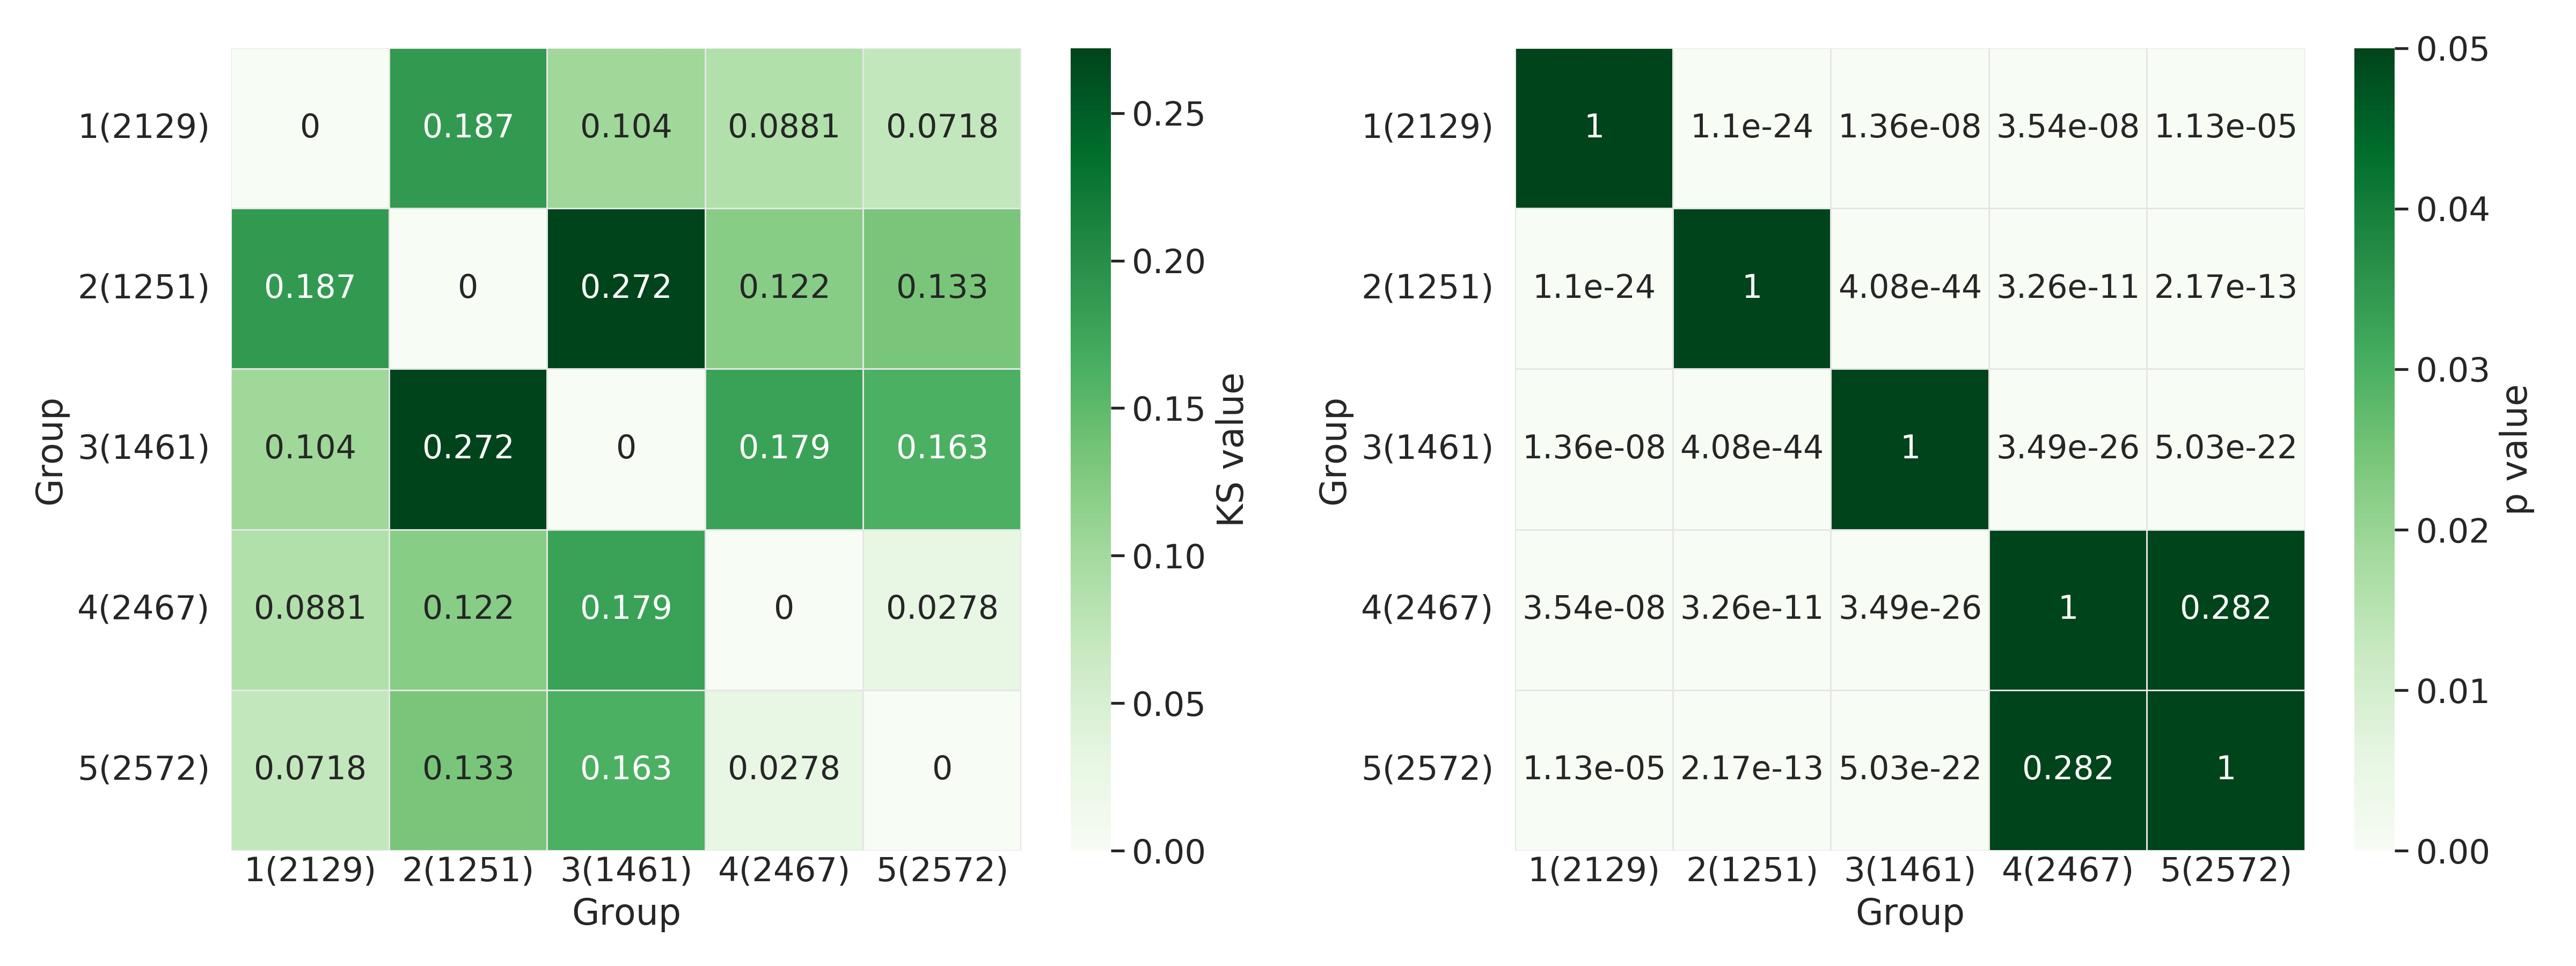 1(2129) 0 0.187 0.104 0.0881 0.0718
2(1251) 0.187 0 0.272 0.122 0.133
3(1461) 0.104 0.272 0 0.179 0.163
4(2467) 0.0881 0.122 0.179 0 0.0278
5(2572) 0.0718 0.133 0.163 0.0278 0
1(2129) 2(1251) 3(1461) 4(2467) 5(2572)
Group
Group
0.25
0.20
0.15
0.10
0.05
0.00
KS value
1(2129) 1 1.1e-24 1.36e-08 3.54e-08 1.13e-05
2(1251) 1.1e-24 1 4.08e-44 3.26e-11 2.17e-13
3(1461) 1.36e-08 4.08e-44 1 3.49e-26 5.03e-22
4(2467) 3.54e-08 3.26e-11 3.49e-26 1 0.282
5(2572) 1.13e-05 2.17e-13 5.03e-22 0.282 1
1(2129) 2(1251) 3(1461) 4(2467) 5(2572)
Group
Group
0.05
0.04
0.03
0.02
0.01
0.00
p value